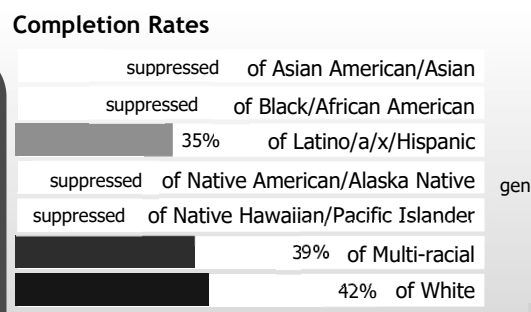 Completion Rates
suppressed of Asian American/Asian
suppressed of Black/African American
35% of Latino/a/x/Hispanic
suppressed of Native American/Alaska Native
gen
suppressed of Native Hawaiian/Pacific Islander
39% of Multi-racial
42% of White